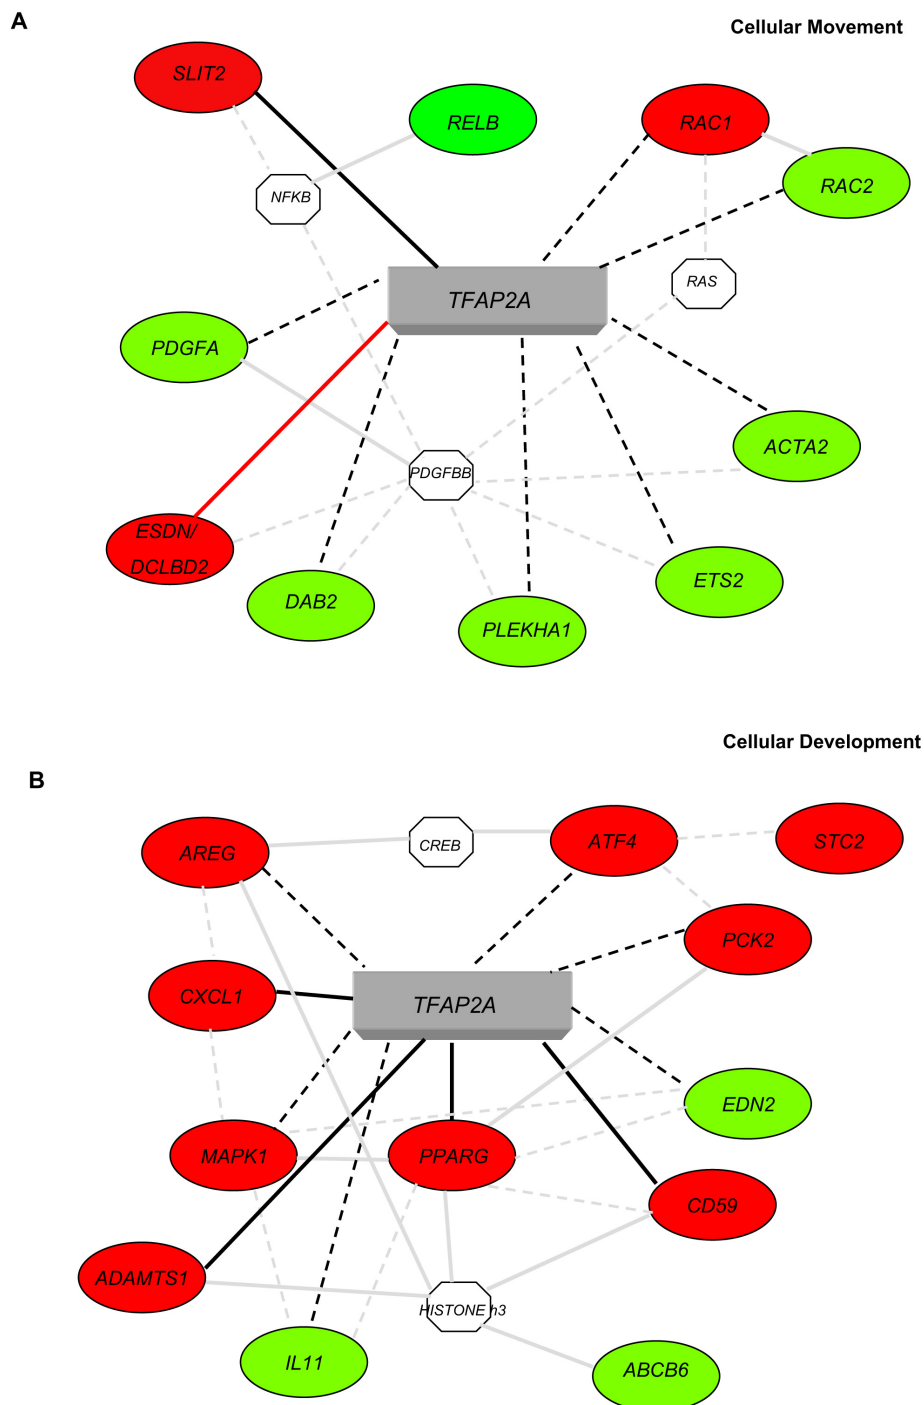 A
Cellular Movement
SLIT2
RELB
RAC1
RAC2
NFKB
RAS
TFAP2A
PDGFA
ACTA2
PDGFBB
ESDN/
DCLBD2
DAB2
PLEKHA1
ETS2
Cellular Development
B
AREG
CREB
ATF4
STC2
PCK2
CXCL1
TFAP2A
EDN2
MAPK1
PPARG
CD59
ADAMTS1
HISTONE h3
IL11
ABCB6